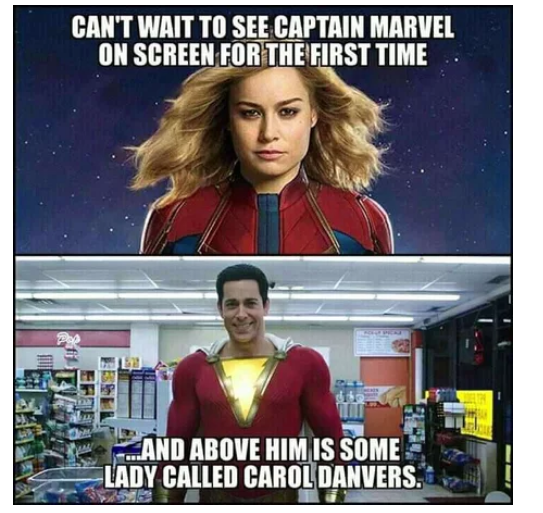 CAN'T WAIT TO SEE CAPTAIN MARVEL
ON SCREEN FOR THE FIRST TIME
...AND ABOVE HIM IS SOME
LADY CALLED CAROL DANVERS.